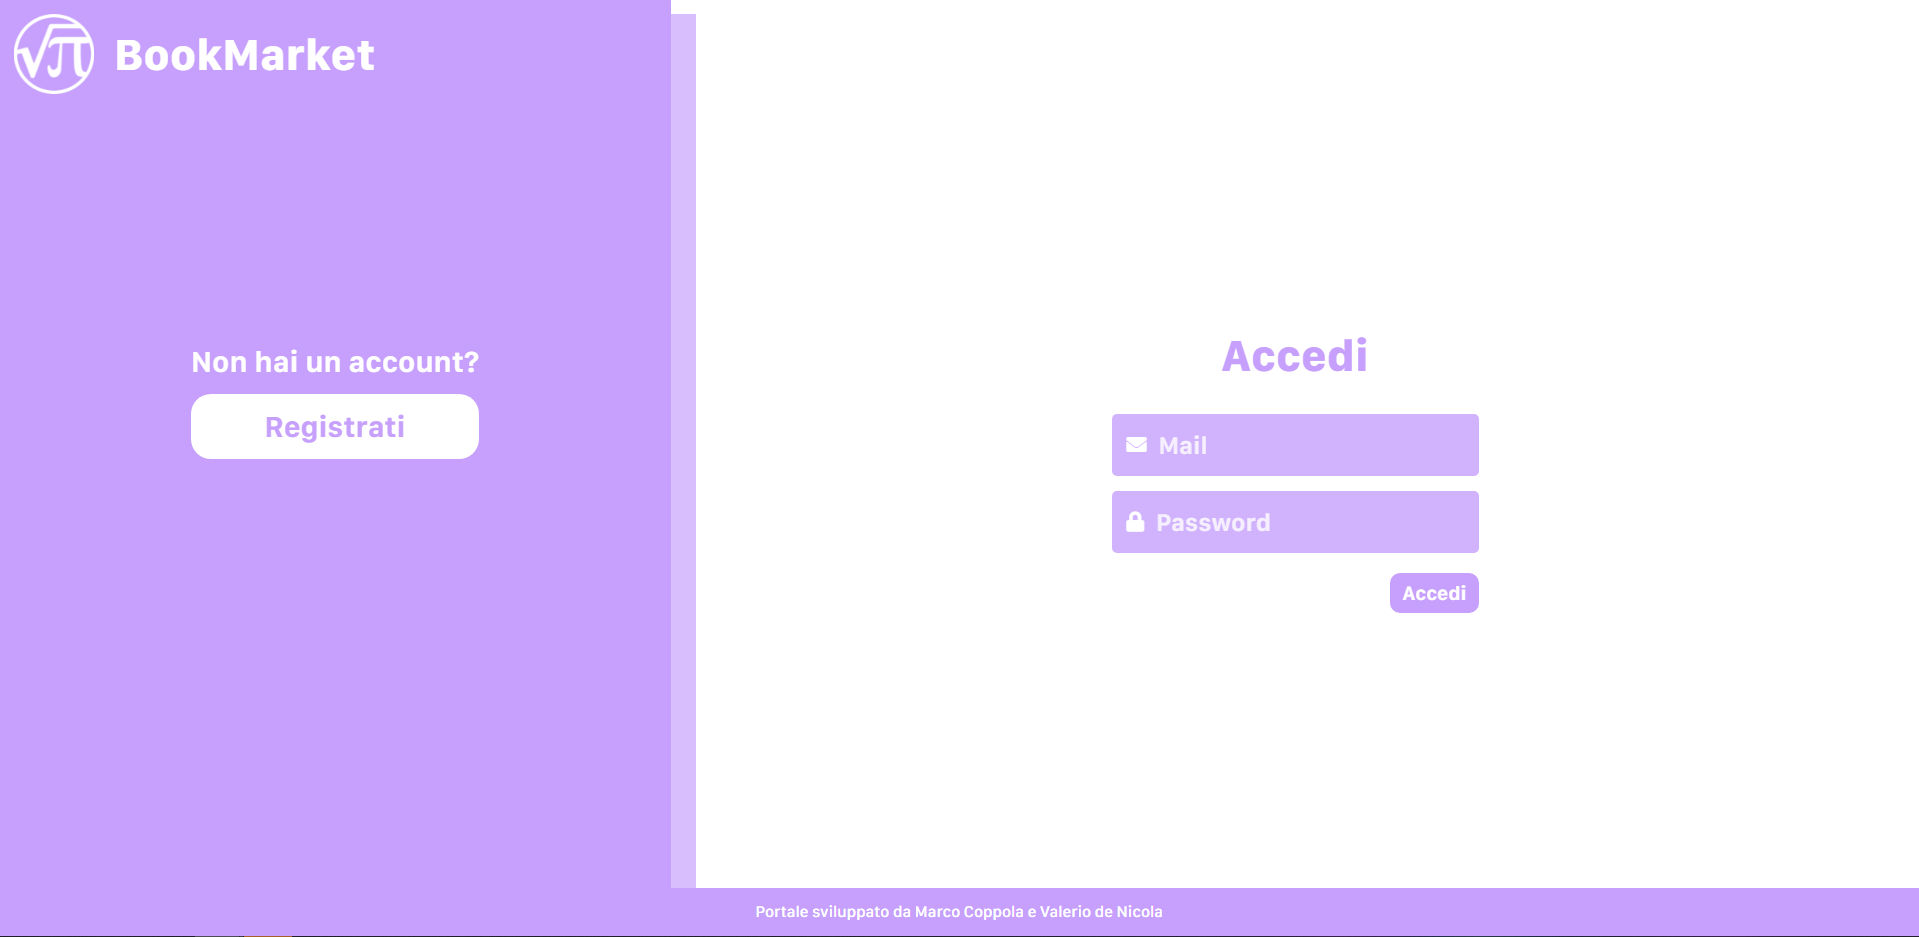 √π BookMarket
Non hai un account?
Registrati
Accedi
Mail
Password
Accedi
Portale sviluppato da Marco Coppola e Valerio de Nicola